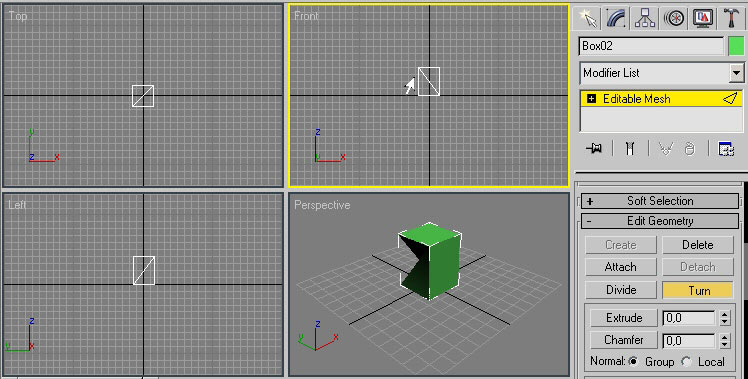 Top
Front
Box02
Modifier List
Editable Mesh
y
z
x
z
y
x
Left
Perspective
+ Soft Selection
- Edit Geometry
Create Delete
Attach Detach
Divide Turn
Extrude 0,0
Chamfer 0,0
Normal: Group Local
z
y
x
z
y
x